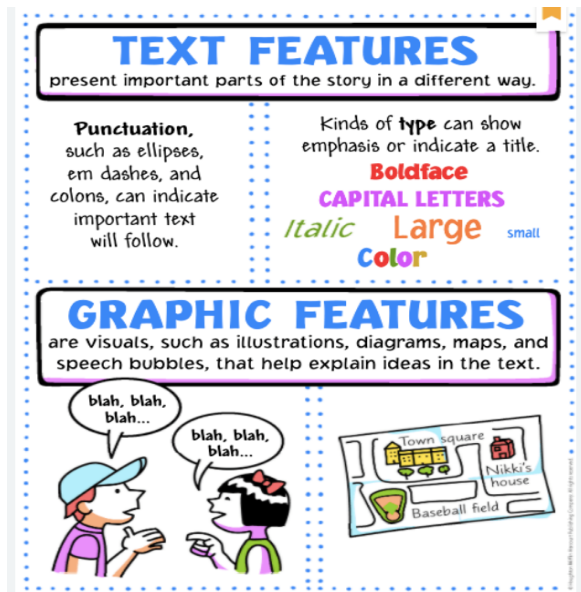 TEXT FEATURES
present important parts of the story in a different way.
Punctuation,
such as ellipses,
em dashes, and
colons, can indicate
important text
will follow.
Kinds of type can show
emphasis or indicate a title.
Boldface
CAPITAL LETTERS
Italic Large small
Color
GRAPHIC FEATURES
are visuals, such as illustrations, diagrams, maps, and
speech bubbles, that help explain ideas in the text.
blah, blah,
blah...
blah, blah,
blah...
Town square
Nikki's
house
Baseball field